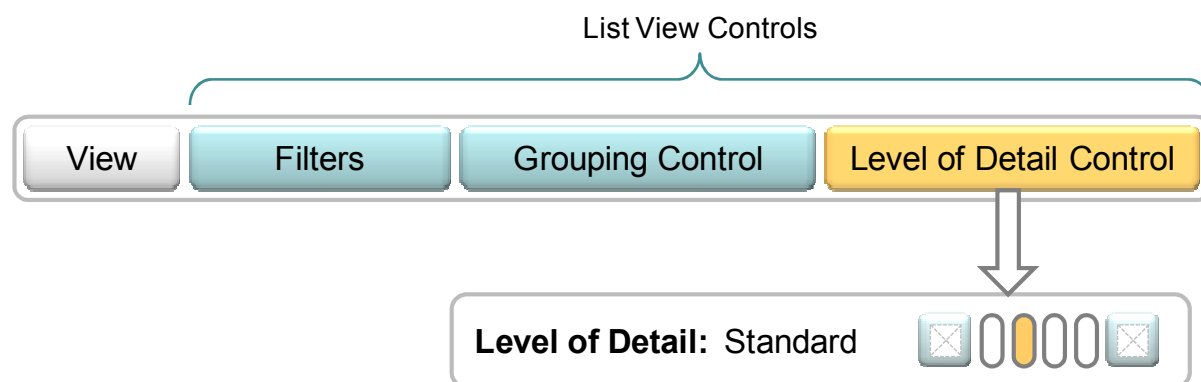 List View Controls
View Filters Grouping Control Level of Detail Control
Level of Detail: Standard